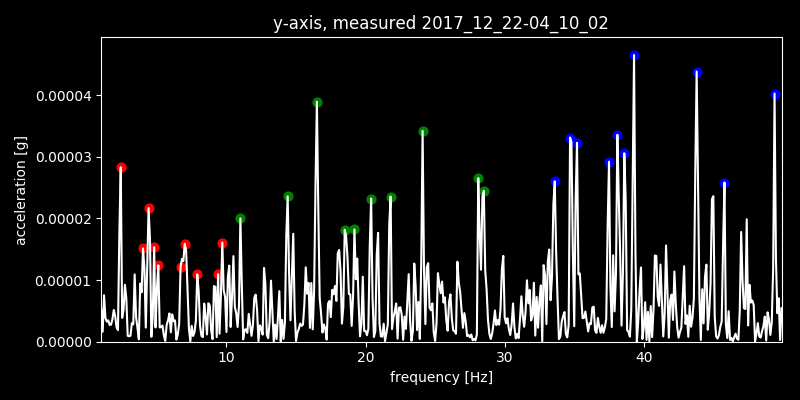 y-axis, measured 2017_12_22-04_10_02
0.00004
0.00003
0.00002
0.00001
0.00000
acceleration [g]
10 20 30 40
frequency [Hz]